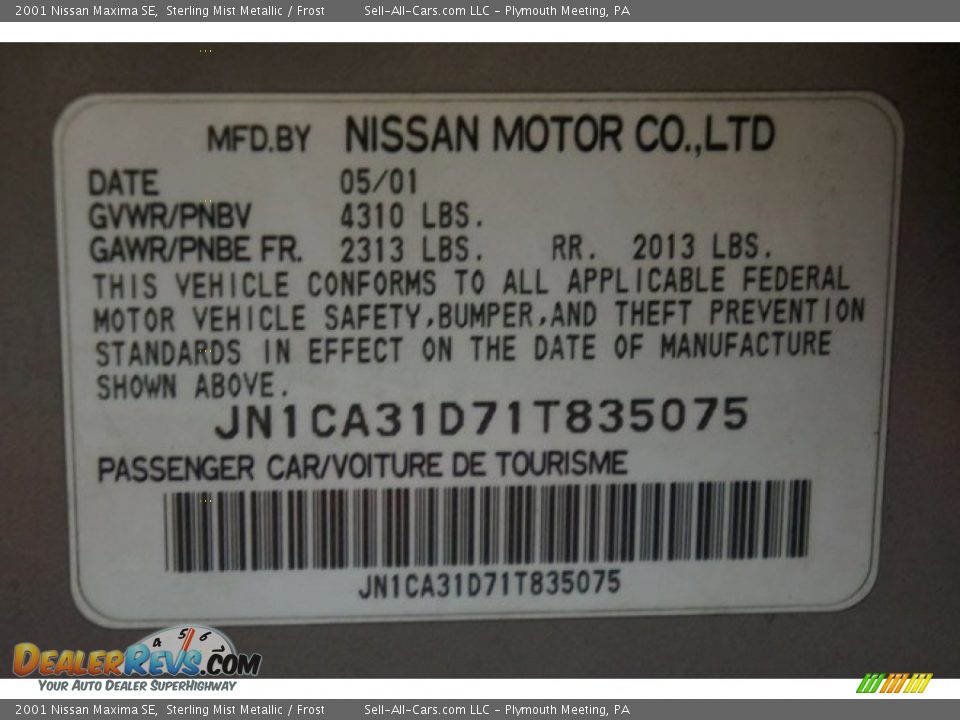 2001 Nissan Maxima SE, Sterling Mist Metallic / Frost Sell-All-Cars.com LLC - Plymouth Meeting, PA
MFD.BY NISSAN MOTOR CO.,LTD
DATE 05/01
GVWR/PNBV 4310 LBS.
GAWR/PNBE FR. 2313 LBS. RR. 2013 LBS.
THIS VEHICLE CONFORMS TO ALL APPLICABLE FEDERAL
MOTOR VEHICLE SAFETY,BUMPER,AND THEFT PREVENTION
STANDARDS IN EFFECT ON THE DATE OF MANUFACTURE
SHOWN ABOVE.
JN1CA31D71T835075
PASSENGER CAR/VOITURE DE TOURISME
JN1CA31D71T835075
4 5 6
DEALERREVS.COM
YOUR AUTO DEALER SUPERHIGHWAY
2001 Nissan Maxima SE, Sterling Mist Metallic / Frost Sell-All-Cars.com LLC - Plymouth Meeting, PA